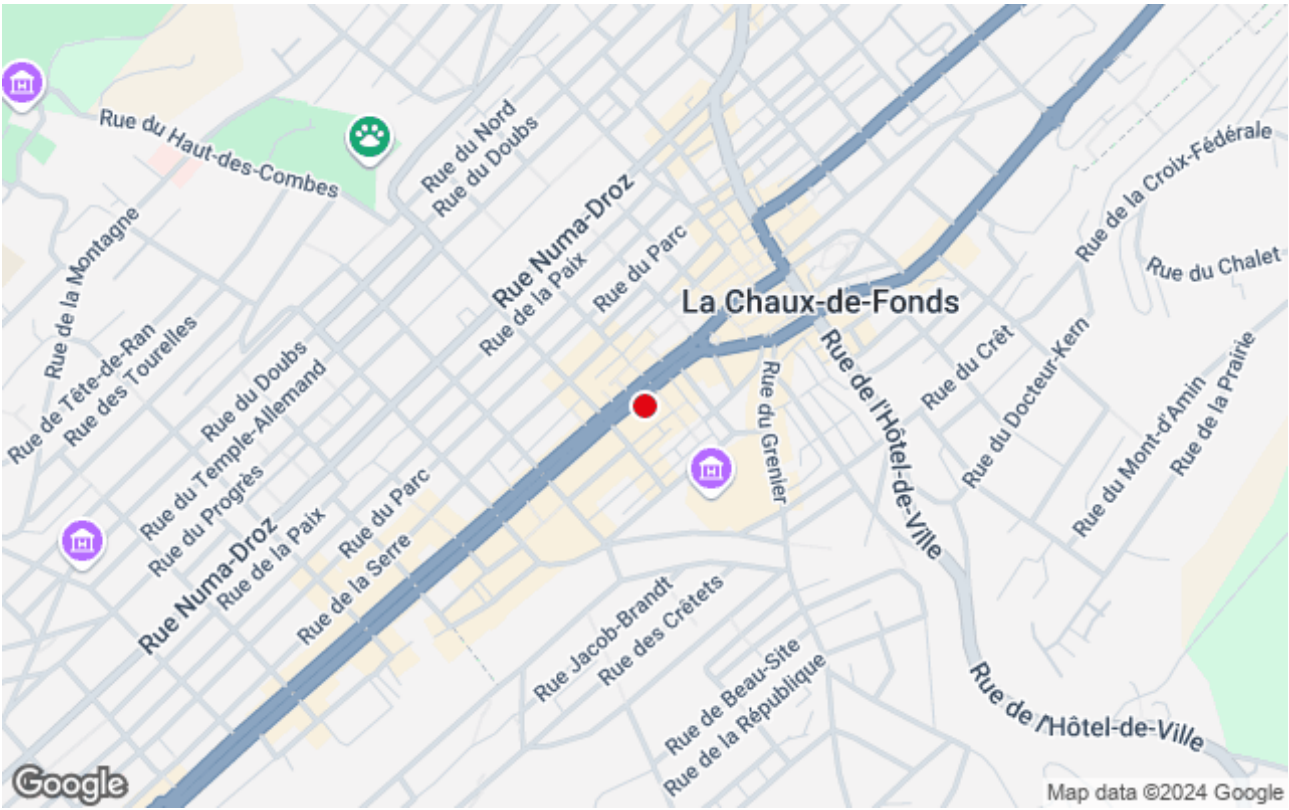 Rue du Haut-des-Combes
Rue du Nord
Rue du Doubs
Rue de la Croix-Fédérale
Rue de la Montagne
Rue Numa-Droz
Rue du Parc
Rue de la Paix
Rue du Chalet
La Chaux-de-Fonds
Rue de Tête-de-Ran
Rue des Tourelles
Rue du Doubs
Rue du Temple-Allemand
Rue du Progrès
Rue de l'Hôtel-de-Ville
Rue du Grenier
Rue du Crêt
Rue du Docteur-Kern
Rue du Mont-d'Amin
Rue de la Prairie
Rue Numa-Droz
Rue de la Paix
Rue du Parc
Rue de la Serre
Rue Jacob-Brandt
Rue des Crêtets
Rue de Beau-Site
Rue de la République
Rue de l'Hôtel-de-Ville
Google
Map data ©2024 Google